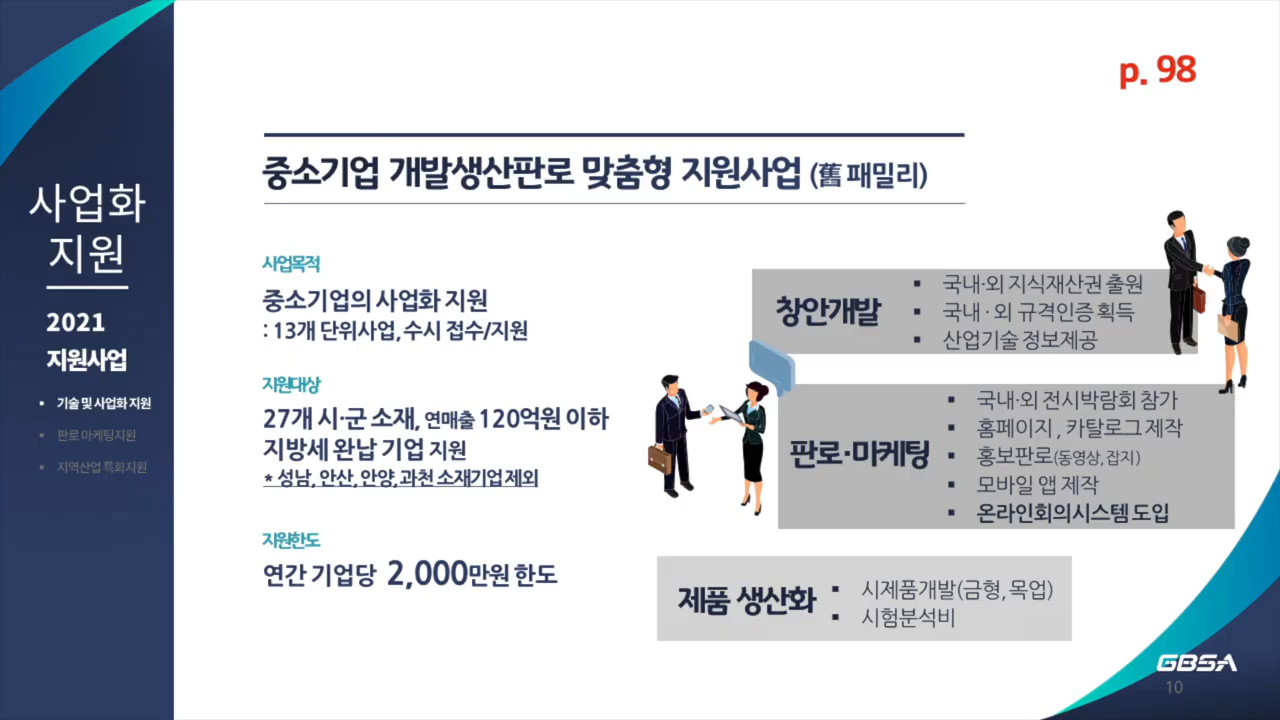 p. 98
사업화
지원
2021
지원사업
▪ 기술 및 사업화 지원
▪ 판로 마케팅지원
▪ 지역산업 특화지원
중소기업 개발생산판로 맞춤형 지원사업 (舊 패밀리)
사업목적
중소기업의 사업화 지원
: 13개 단위사업, 수시 접수/지원
지원대상
27개 시·군 소재, 연매출 120억원 이하
지방세 완납 기업 지원
* 성남, 안산, 안양, 과천 소재기업 제외
지원한도
연간 기업당 2,000만원 한도
창안개발
▪ 국내·외 지식재산권 출원
▪ 국내 · 외 규격인증 획득
▪ 산업기술 정보제공
판로·마케팅
▪ 국내·외 전시박람회 참가
▪ 홈페이지 , 카탈로그 제작
▪ 홍보판로(동영상, 잡지)
▪ 모바일 앱 제작
▪ 온라인회의시스템 도입
제품 생산화
▪ 시제품개발(금형, 목업)
▪ 시험분석비
GBSA
10